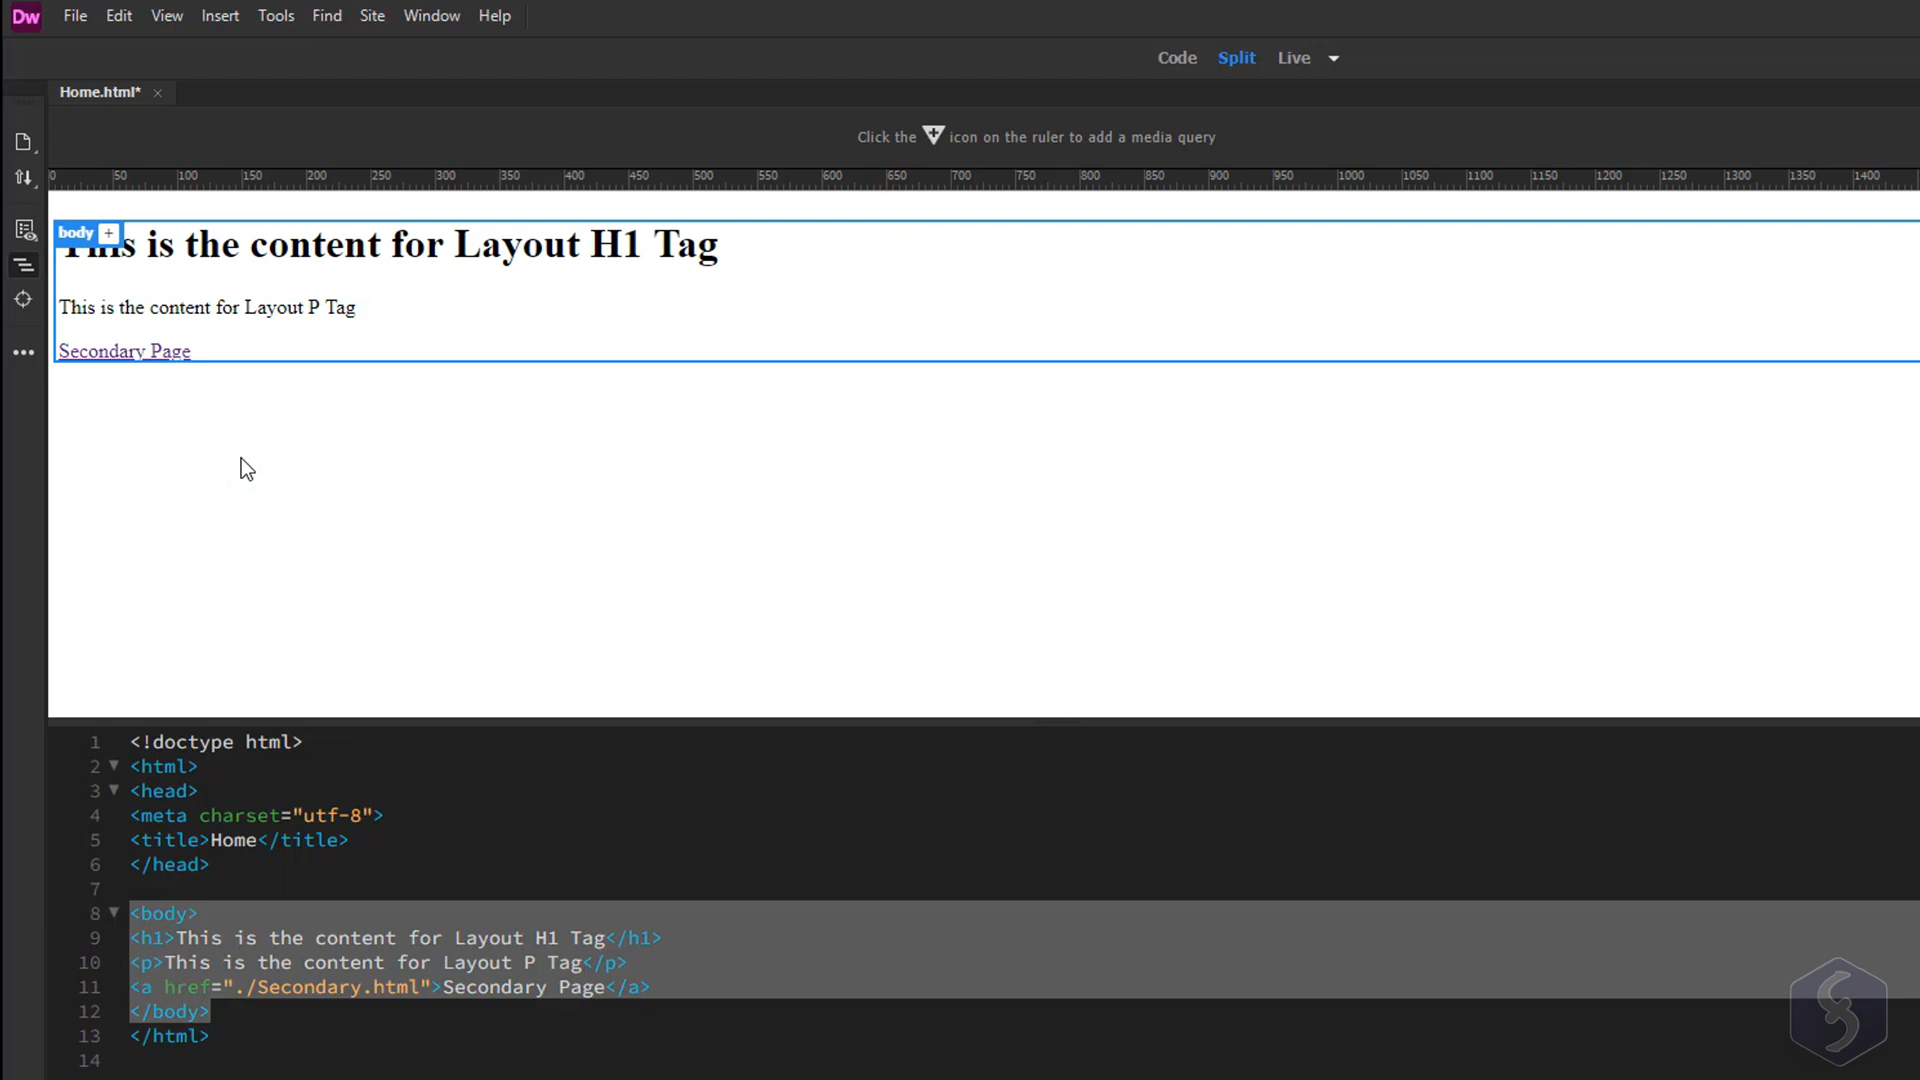 Dw File Edit View Insert Tools Find Site Window Help
Code Split Live
Home.html* ×
Click the icon on the ruler to add a media query
0 50 100 150 200 250 300 350 400 450 500 550 600 650 700 750 800 850 900 950 1000 1050 1100 1150 1200 1250 1300 1350 1400
body +
This is the content for Layout H1 Tag
This is the content for Layout P Tag
Secondary Page
1 <!doctype html>
2 <html>
3 <head>
4 <meta charset="utf-8">
5 <title>Home</title>
6 </head>
7
8 <body>
9 <h1>This is the content for Layout H1 Tag</h1>
10 <p>This is the content for Layout P Tag</p>
11 <a href="./Secondary.html">Secondary Page</a>
12 </body>
13 </html>
14